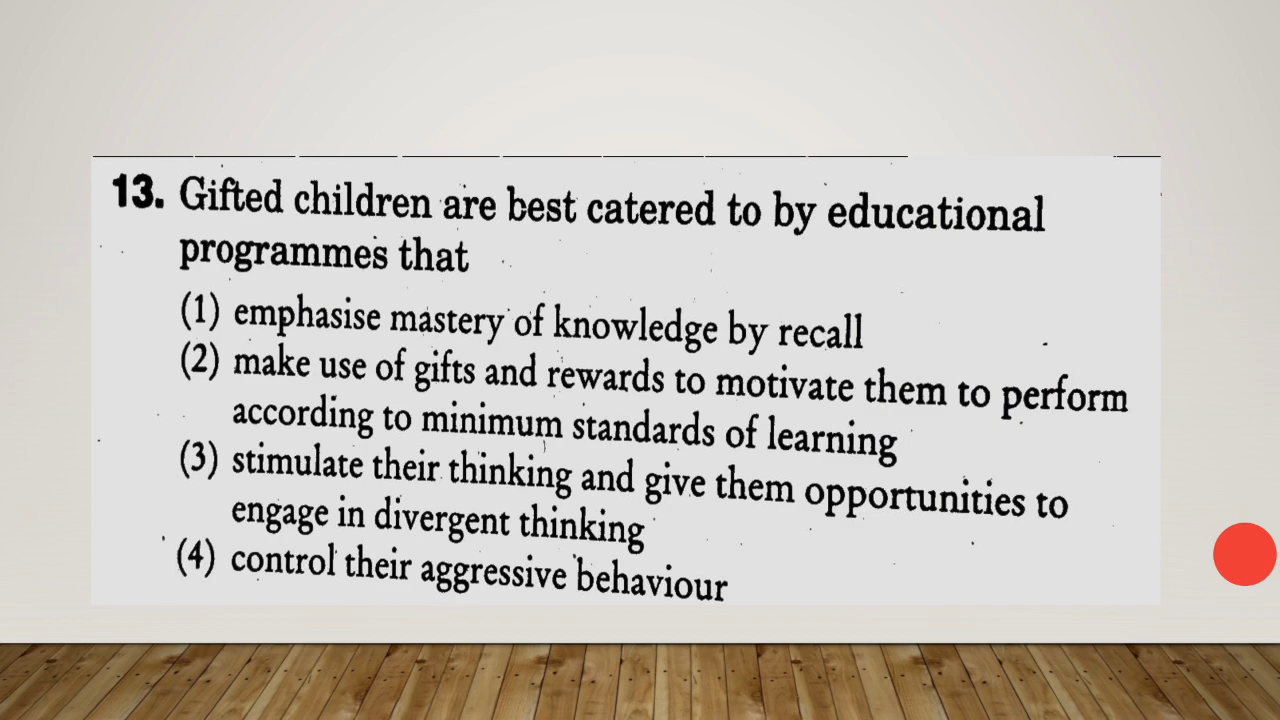 13. Gifted children are best catered to by educational
programmes that
(1) emphasise mastery of knowledge by recall
(2) make use of gifts and rewards to motivate them to perform
according to minimum standards of learning
(3) stimulate their thinking and give them opportunities to
engage in divergent thinking
(4) control their aggressive behaviour